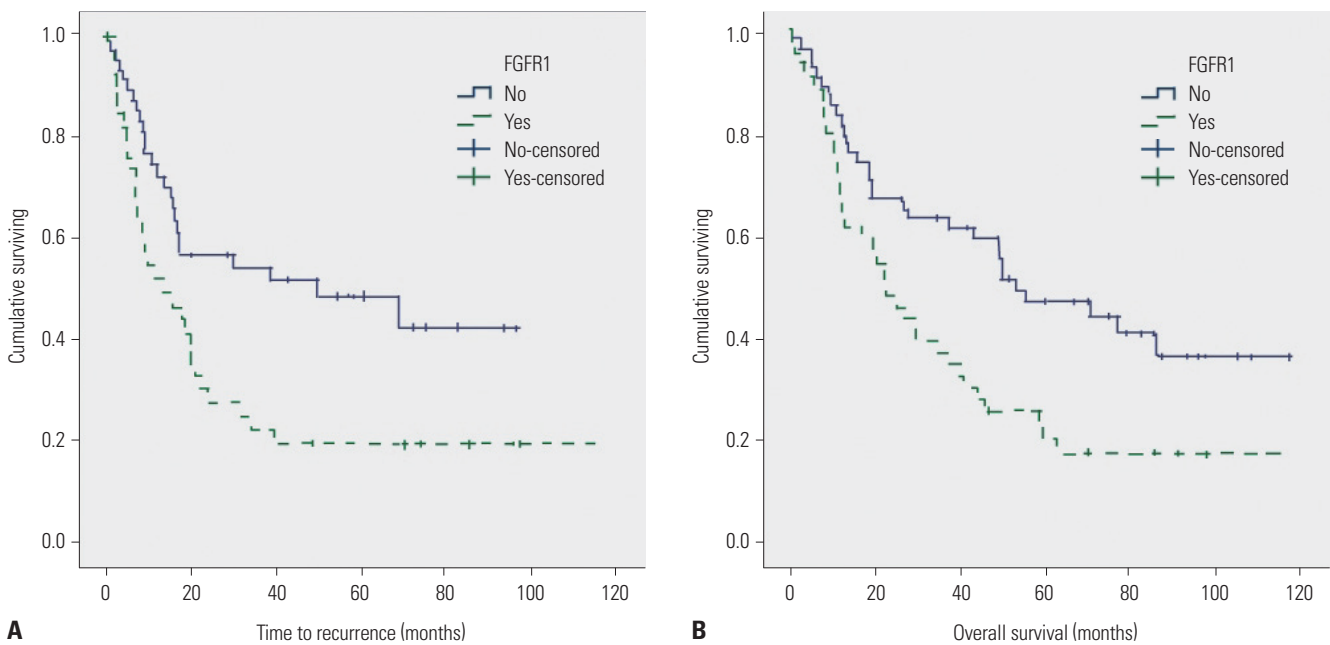 1.0
0.8
0.6
0.4
0.2
0.0
Cumulative surviving
FGFR1
No
Yes
No-censored
Yes-censored
0 20 40 60 80 100 120
Time to recurrence (months)
A
1.0
0.8
0.6
0.4
0.2
0.0
Cumulative surviving
FGFR1
No
Yes
No-censored
Yes-censored
0 20 40 60 80 100 120
Overall survival (months)
B